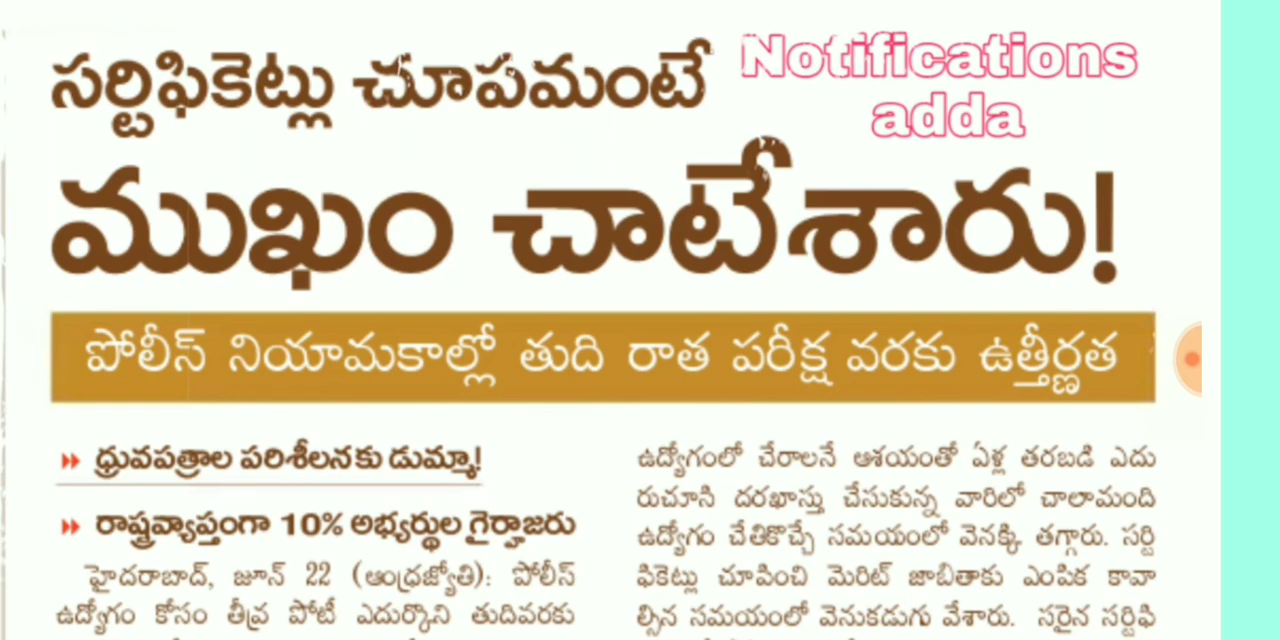 సర్టిఫికెట్లు చూపమంటే
Notifications
adda
ముఖం చాటేశారు!
పోలీస్ నియామకాల్లో తుది రాత పరీక్ష వరకు ఉత్తీర్ణత
ధ్రువపత్రాల పరిశీలనకు డుమ్మా!
రాష్ట్రవ్యాప్తంగా 10% అభ్యర్థుల గైర్హాజరు
హైదరాబాద్, జూన్ 22 (ఆంధ్రజ్యోతి): పోలీస్
ఉద్యోగం కోసం తీవ్ర పోటీ ఎదుర్కొని తుదివరకు
ఉద్యోగంలో చేరాలనే ఆశయంతో ఏళ్ల తరబడి ఎదు
రుచూసి దరఖాస్తు చేసుకున్న వారిలో చాలామంది
ఉద్యోగం చేతికొచ్చే సమయంలో వెనక్కి తగ్గారు. సర్టి
ఫికెట్లు చూపించి మెరిట్ జాబితాకు ఎంపిక కావా
ల్సిన సమయంలో వెనుకడుగు వేశారు. సరైన సర్టిఫి